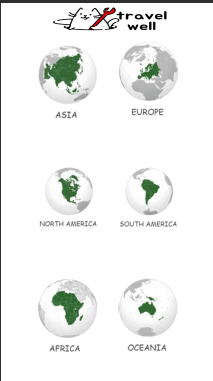 travel
well
ASIA
EUROPE
NORTH AMERICA
SOUTH AMERICA
AFRICA
OCEANIA